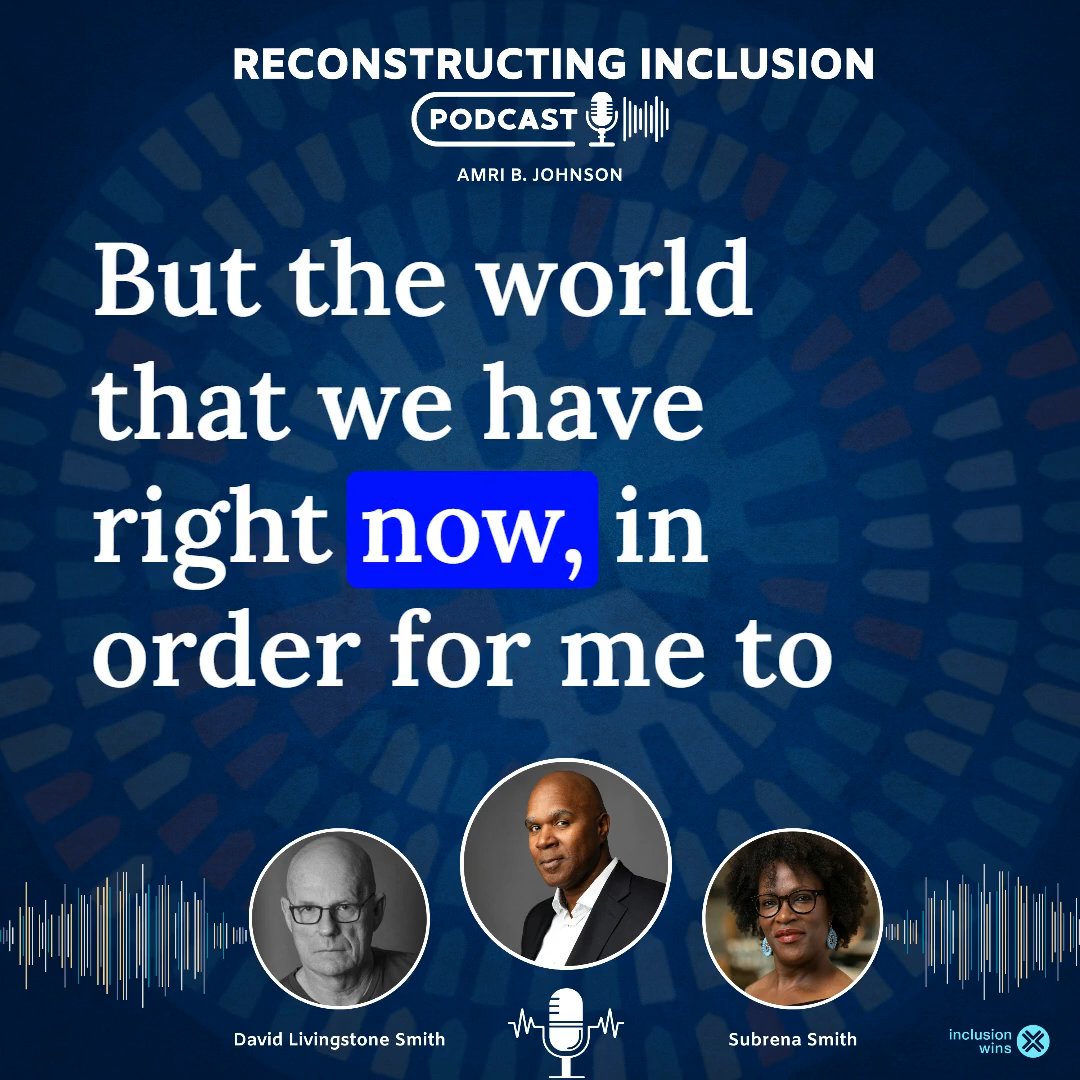 RECONSTRUCTING INCLUSION
PODCAST
AMRI B. JOHNSON
But the world
that we have
right now, in
order for me to
David Livingstone Smith
Subrena Smith
inclusion
wins